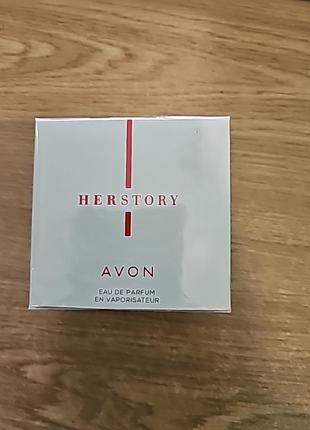 HERSTORY
AVON
EAU DE PARFUM
EN VAPORISATEUR